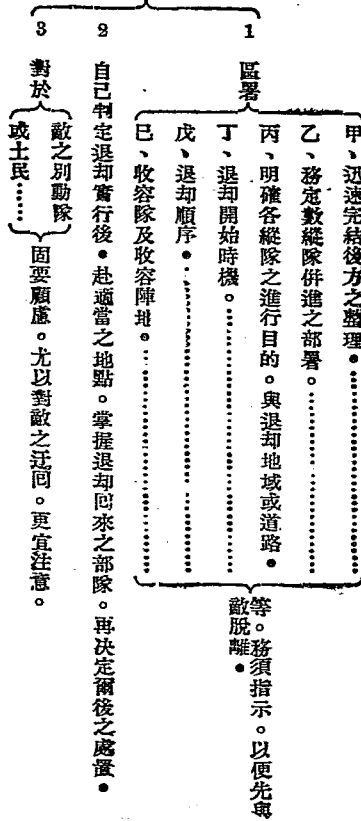 1 區署
甲、迅速完結後方之整理。
乙、務定數縱隊併進之部署。…………
丙、明確各縱隊之進行目的。與退却地域或道路。
丁、退却開始時機。…………
戊、退却順序。…………
巳、收容隊及收容陣地。…………
等。務須指示。以便先與
敵脫離。
2 自己判定退却實行後。赴適當之地點。掌握退却回來之部隊。再決定爾後之處置。
3 對於
敵之別動隊
或土民……
固要顧慮。尤以對敵之迂回。更宜注意。